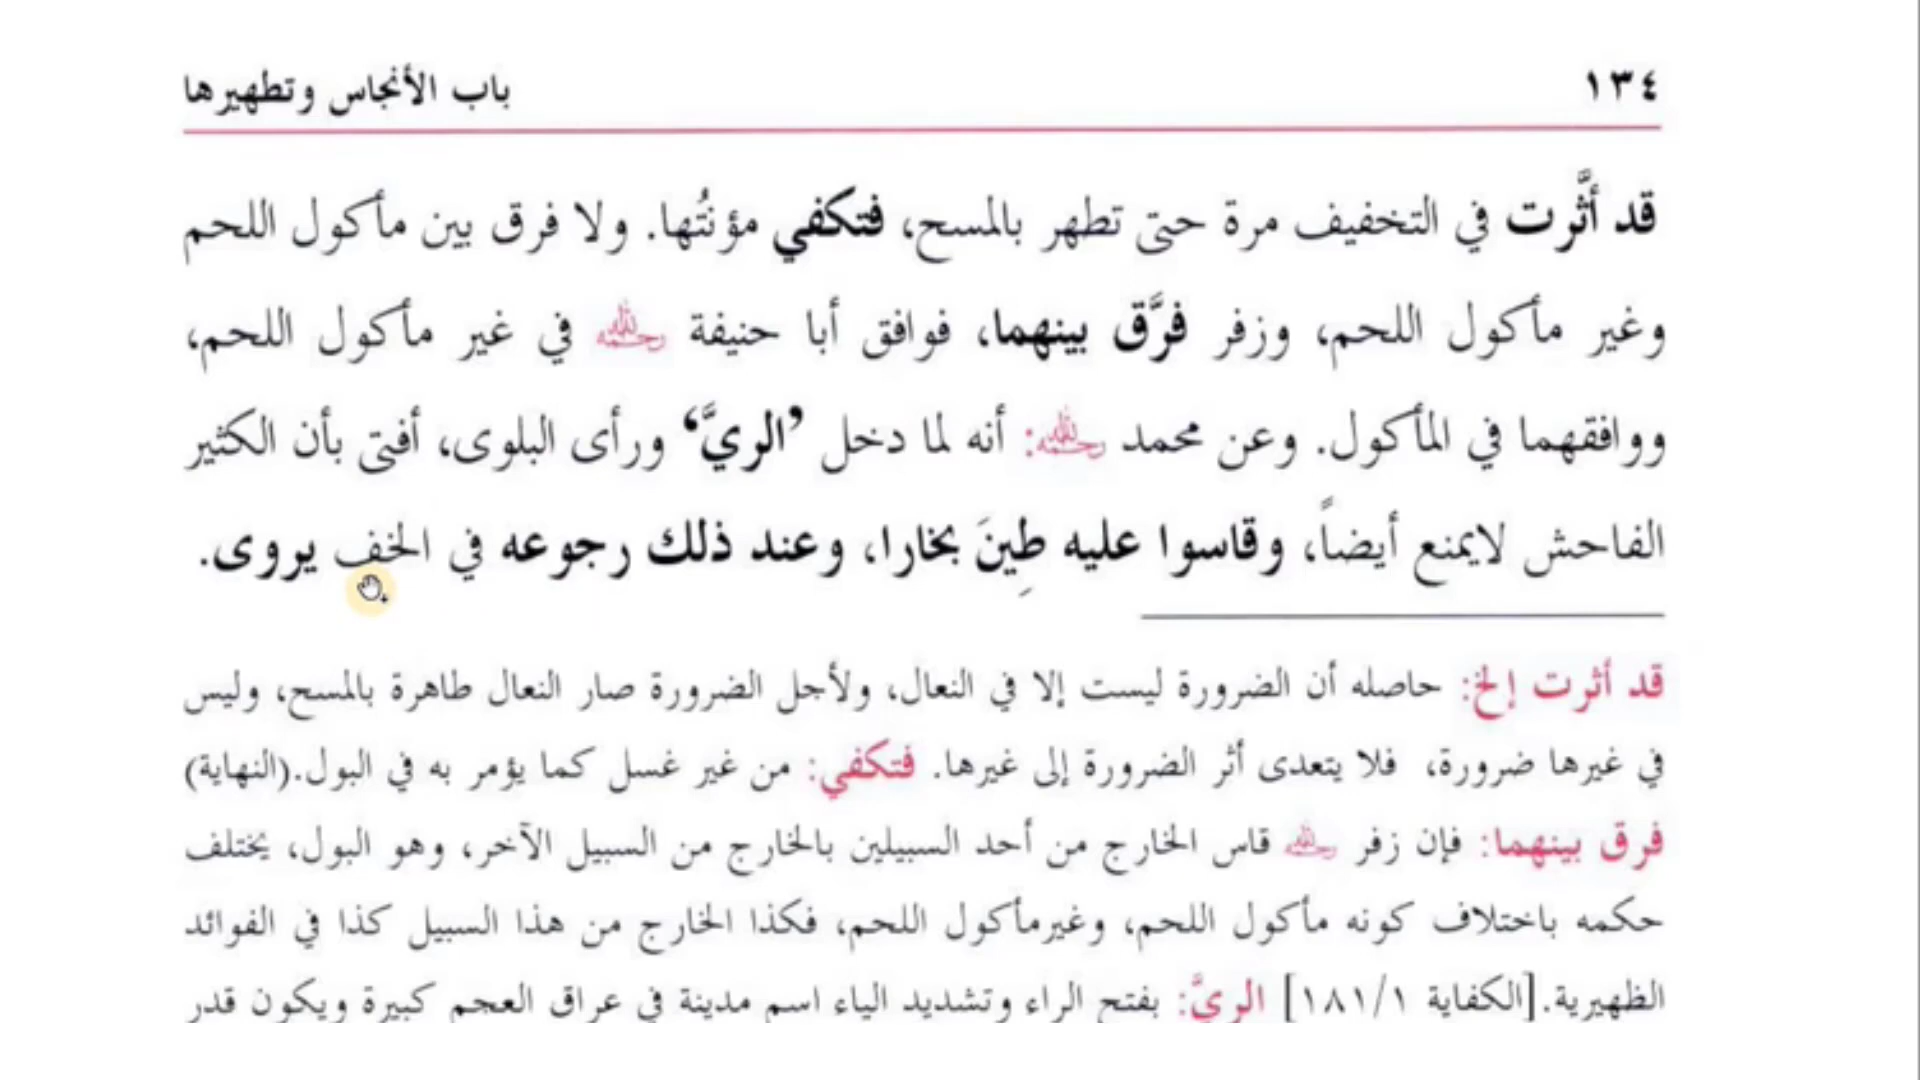 ١٣٤
باب الأنجاس وتطهيرها
قد أثَّرت في التخفيف مرة حتى تطهر بالمسح، فتكفي مؤنتُها. ولا فرق بين مأكول اللحم
وغير مأكول اللحم، وزفر فرَّق بينهما، فوافق أبا حنيفة رحمه الله في غير مأكول اللحم،
ووافقهما في المأكول. وعن محمد رحمه الله: أنه لما دخل ’الريَّ‘ ورأى البلوى، أفتى بأن الكثير
الفاحش لايمنع أيضاً، وقاسوا عليه طِينَ بخارا، وعند ذلك رجوعه في الخف يروى.
قد أثرت إلخ: حاصله أن الضرورة ليست إلا في النعال، ولأجل الضرورة صار النعال طاهرة بالمسح، وليس
في غيرها ضرورة، فلا يتعدى أثر الضرورة إلى غيرها. فتكفي: من غير غسل كما يؤمر به في البول.(النهاية)
فرق بينهما: فإن زفر رحمه الله قاس الخارج من أحد السبيلين بالخارج من السبيل الآخر، وهو البول، يختلف
حكمه باختلاف كونه مأكول اللحم، وغيرمأكول اللحم، فكذا الخارج من هذا السبيل كذا في الفوائد
الظهيرية.[الكفاية ١٨١/١] الريَّ: بفتح الراء وتشديد الياء اسم مدينة في عراق العجم كبيرة ويكون قدر